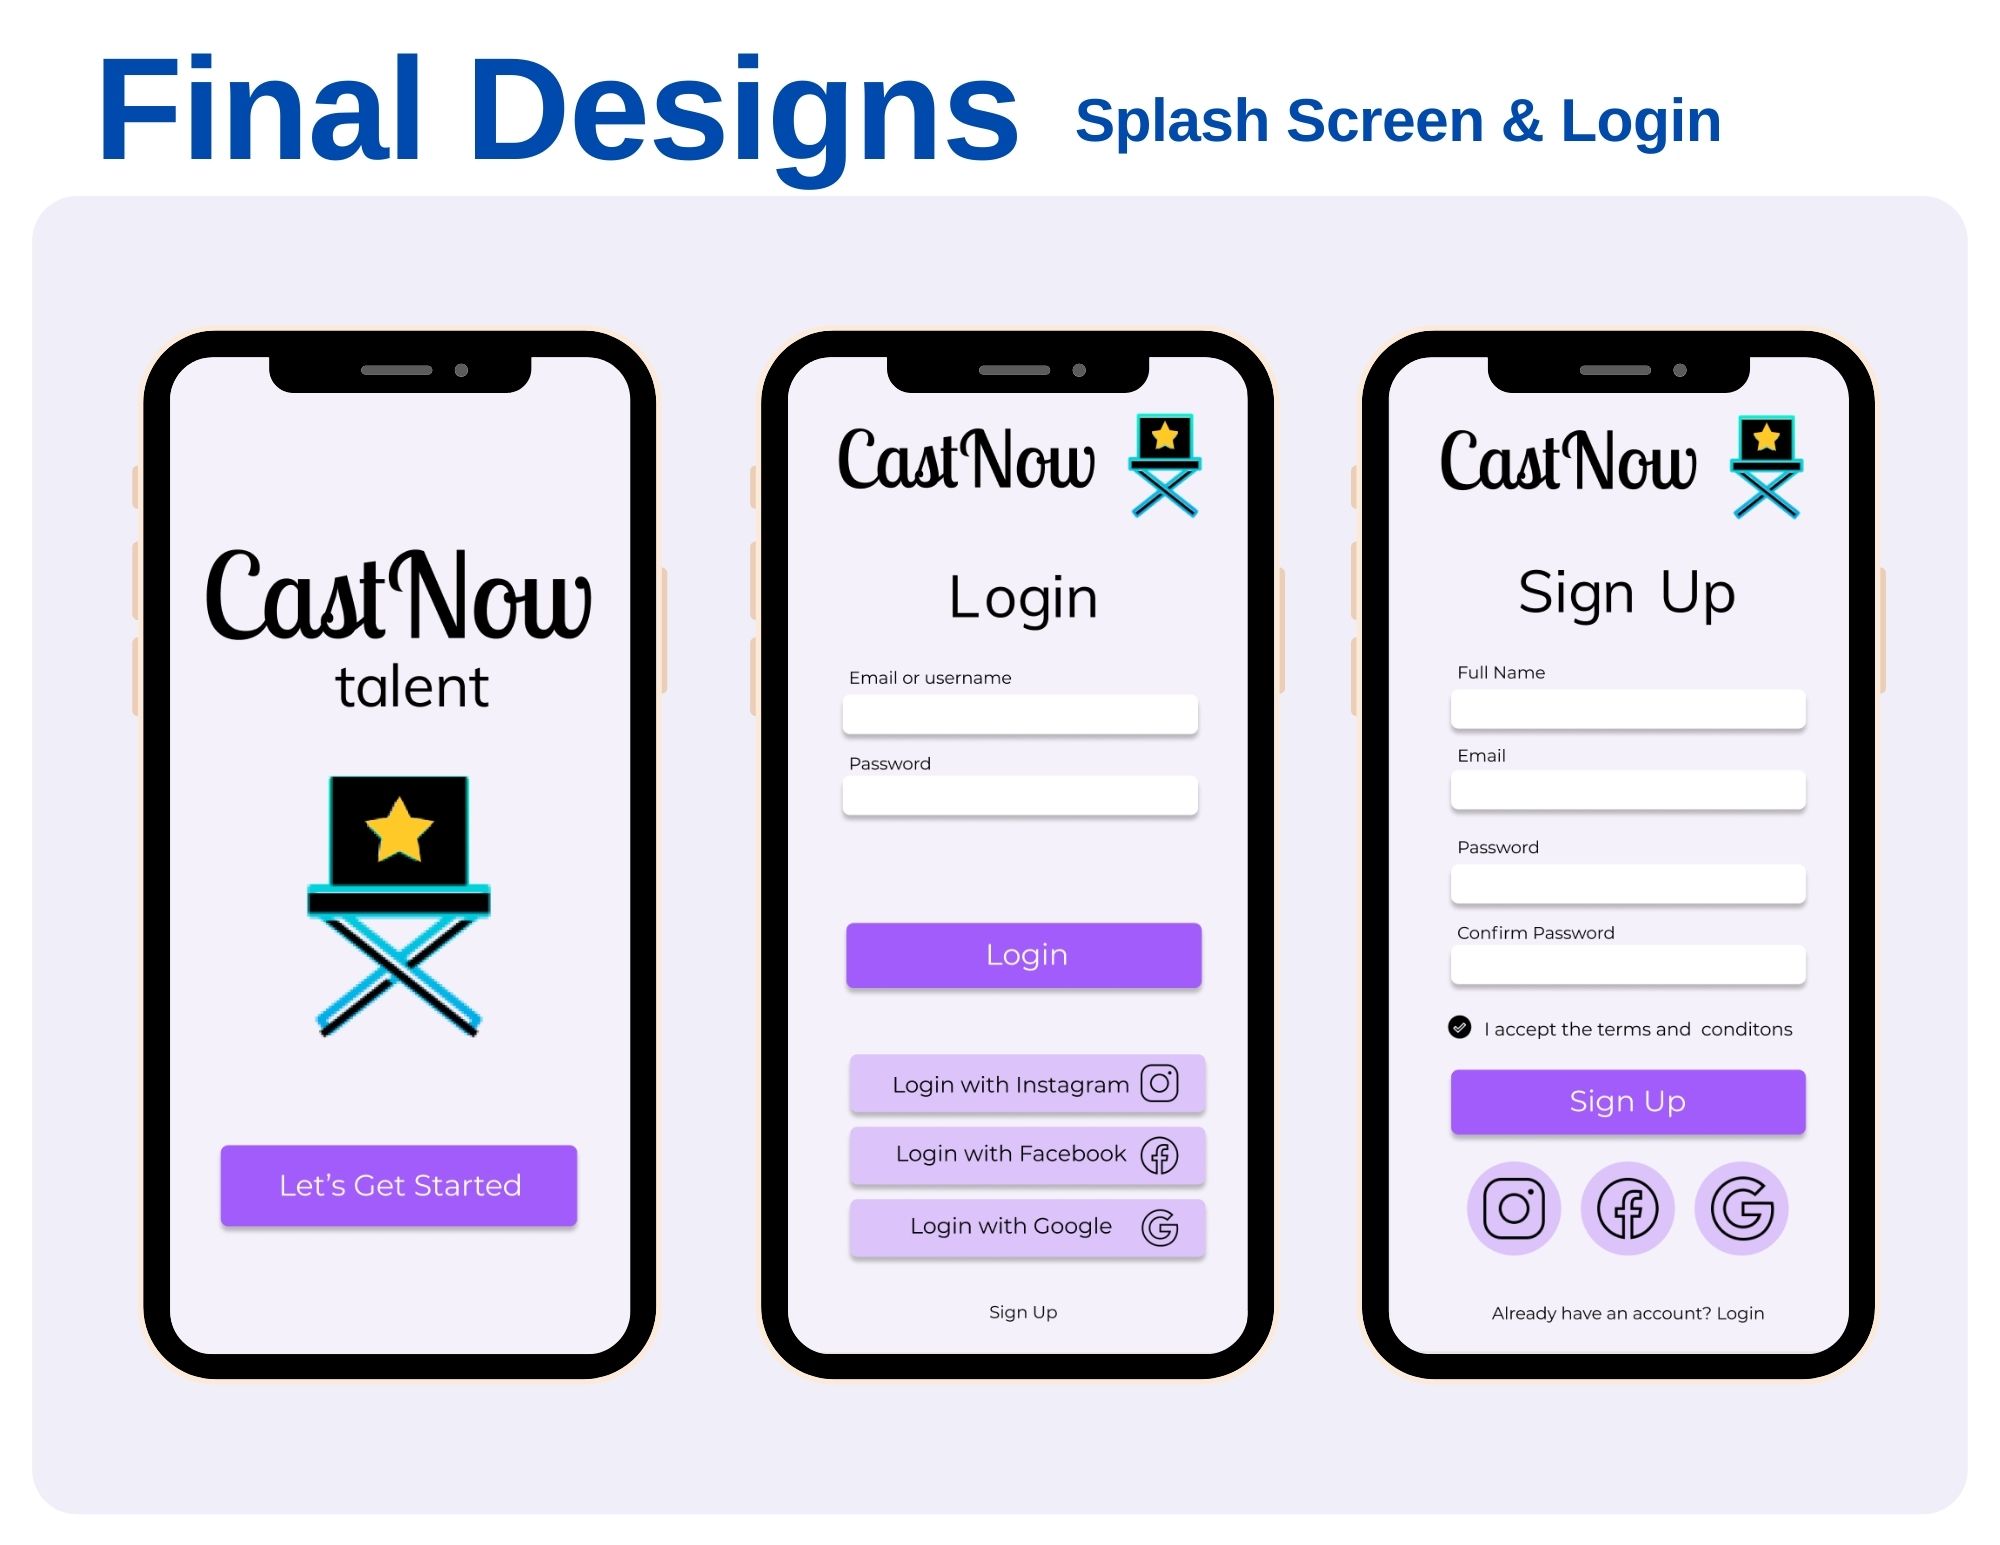 Final Designs Splash Screen & Login
CastNow
talent
Let's Get Started
CastNow
Login
Email or username
Password
Login
Login with Instagram
Login with Facebook
Login with Google
Sign Up
CastNow
Sign Up
Full Name
Email
Password
Confirm Password
I accept the terms and conditons
Sign Up
Already have an account? Login